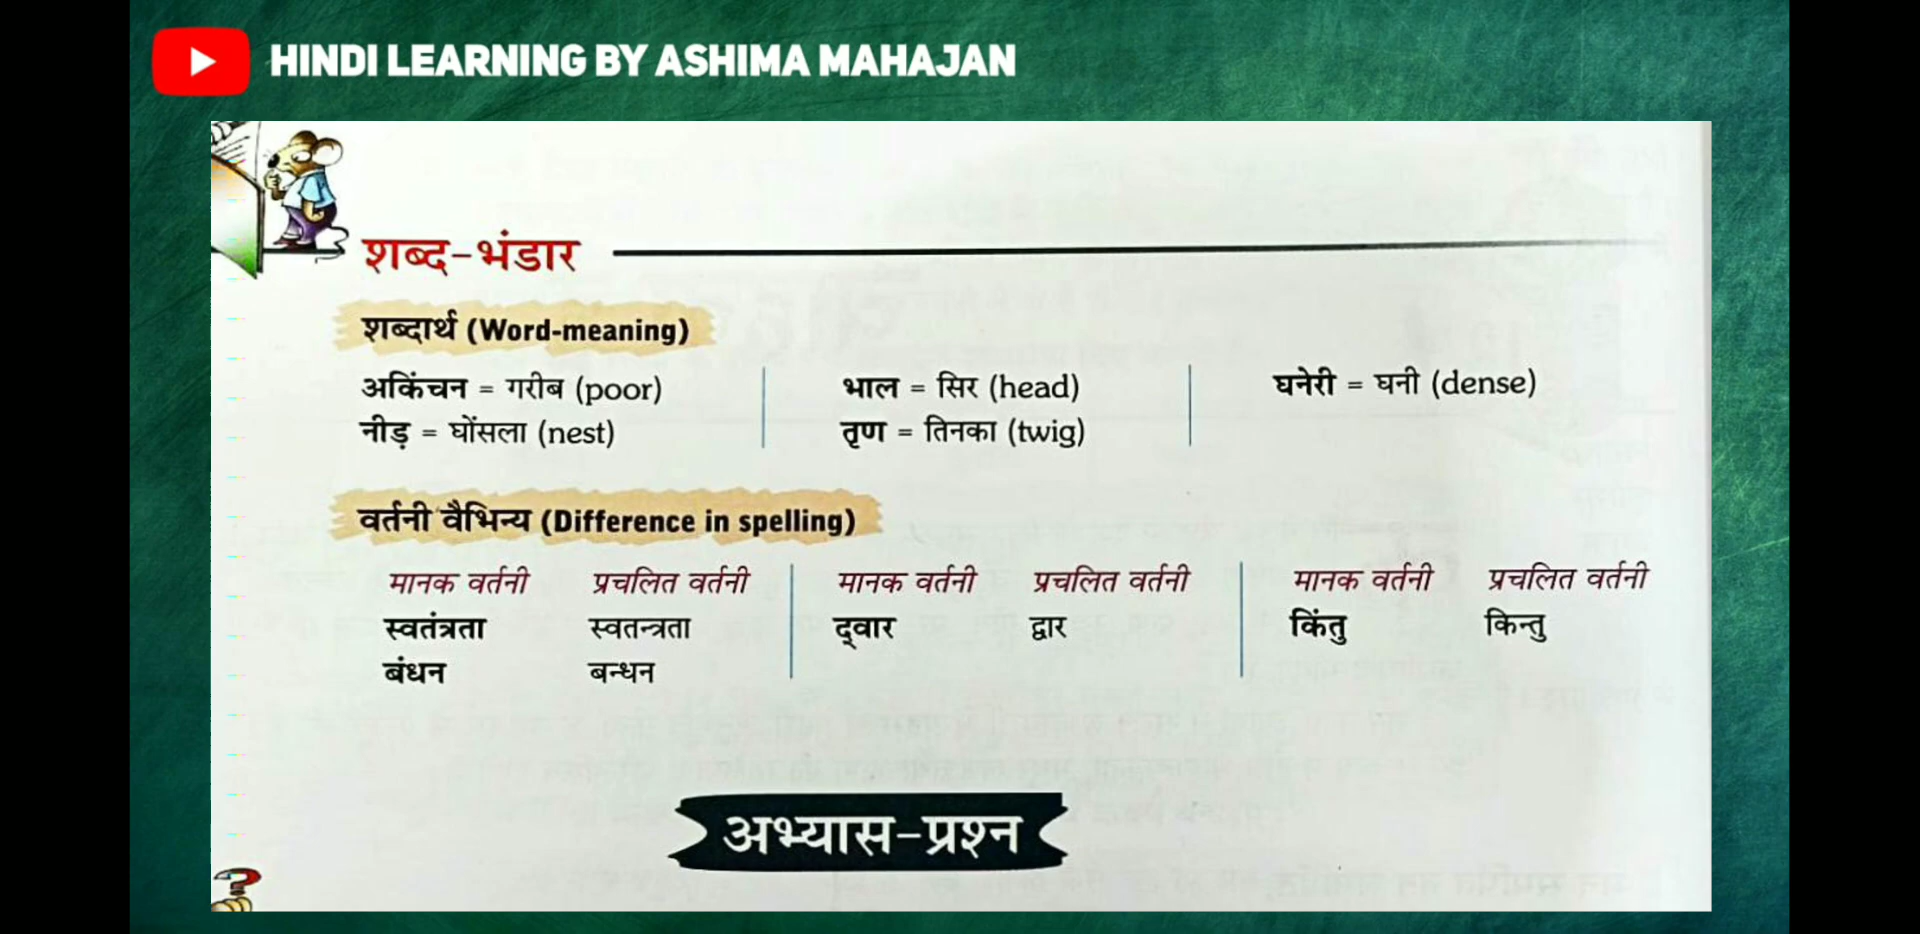 HINDI LEARNING BY ASHIMA MAHAJAN
शब्द-भंडार
शब्दार्थ (Word-meaning)
अकिंचन = गरीब (poor) भाल = सिर (head) घनेरी = घनी (dense)
नीड़ = घोंसला (nest) तृण = तिनका (twig)
वर्तनी वैभिन्य (Difference in spelling)
मानक वर्तनी प्रचलित वर्तनी मानक वर्तनी प्रचलित वर्तनी मानक वर्तनी प्रचलित वर्तनी
स्वतंत्रता स्वतन्त्रता द्‌वार द्वार किंतु किन्तु
बंधन बन्धन
अभ्यास-प्रश्न